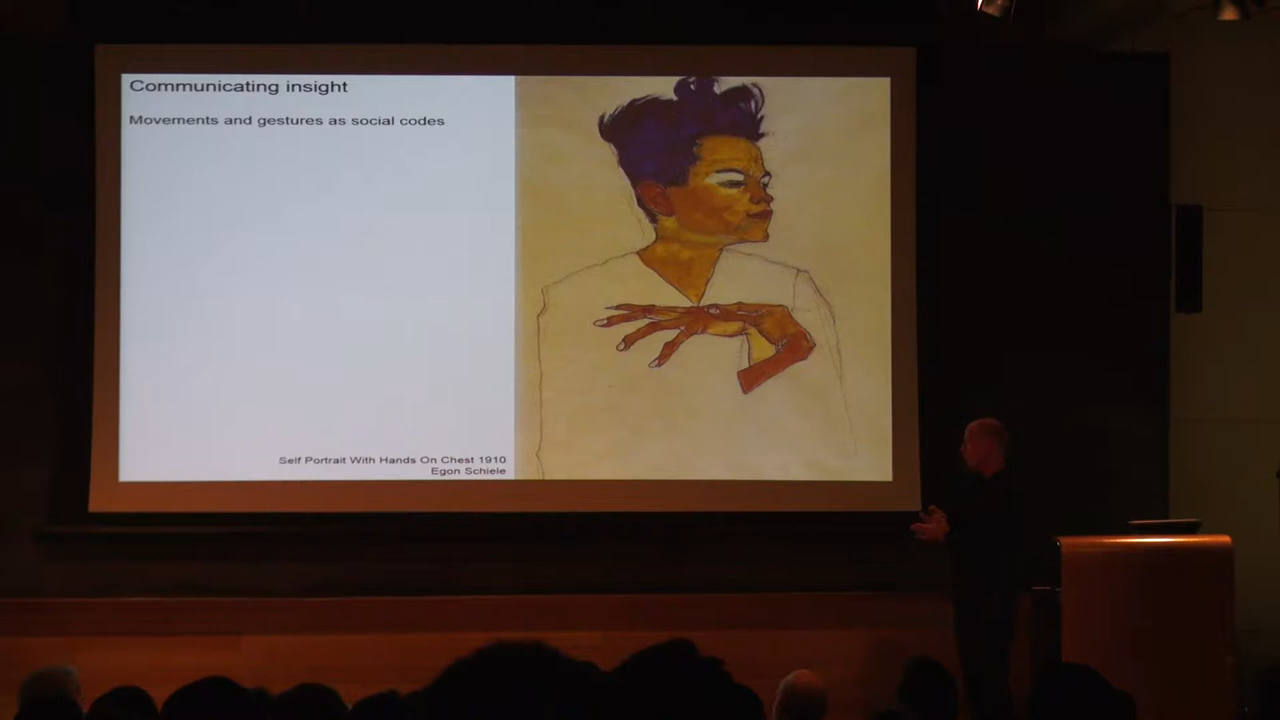 Communicating insight
Movements and gestures as social codes
Self Portrait With Hands On Chest 1910
Egon Schiele